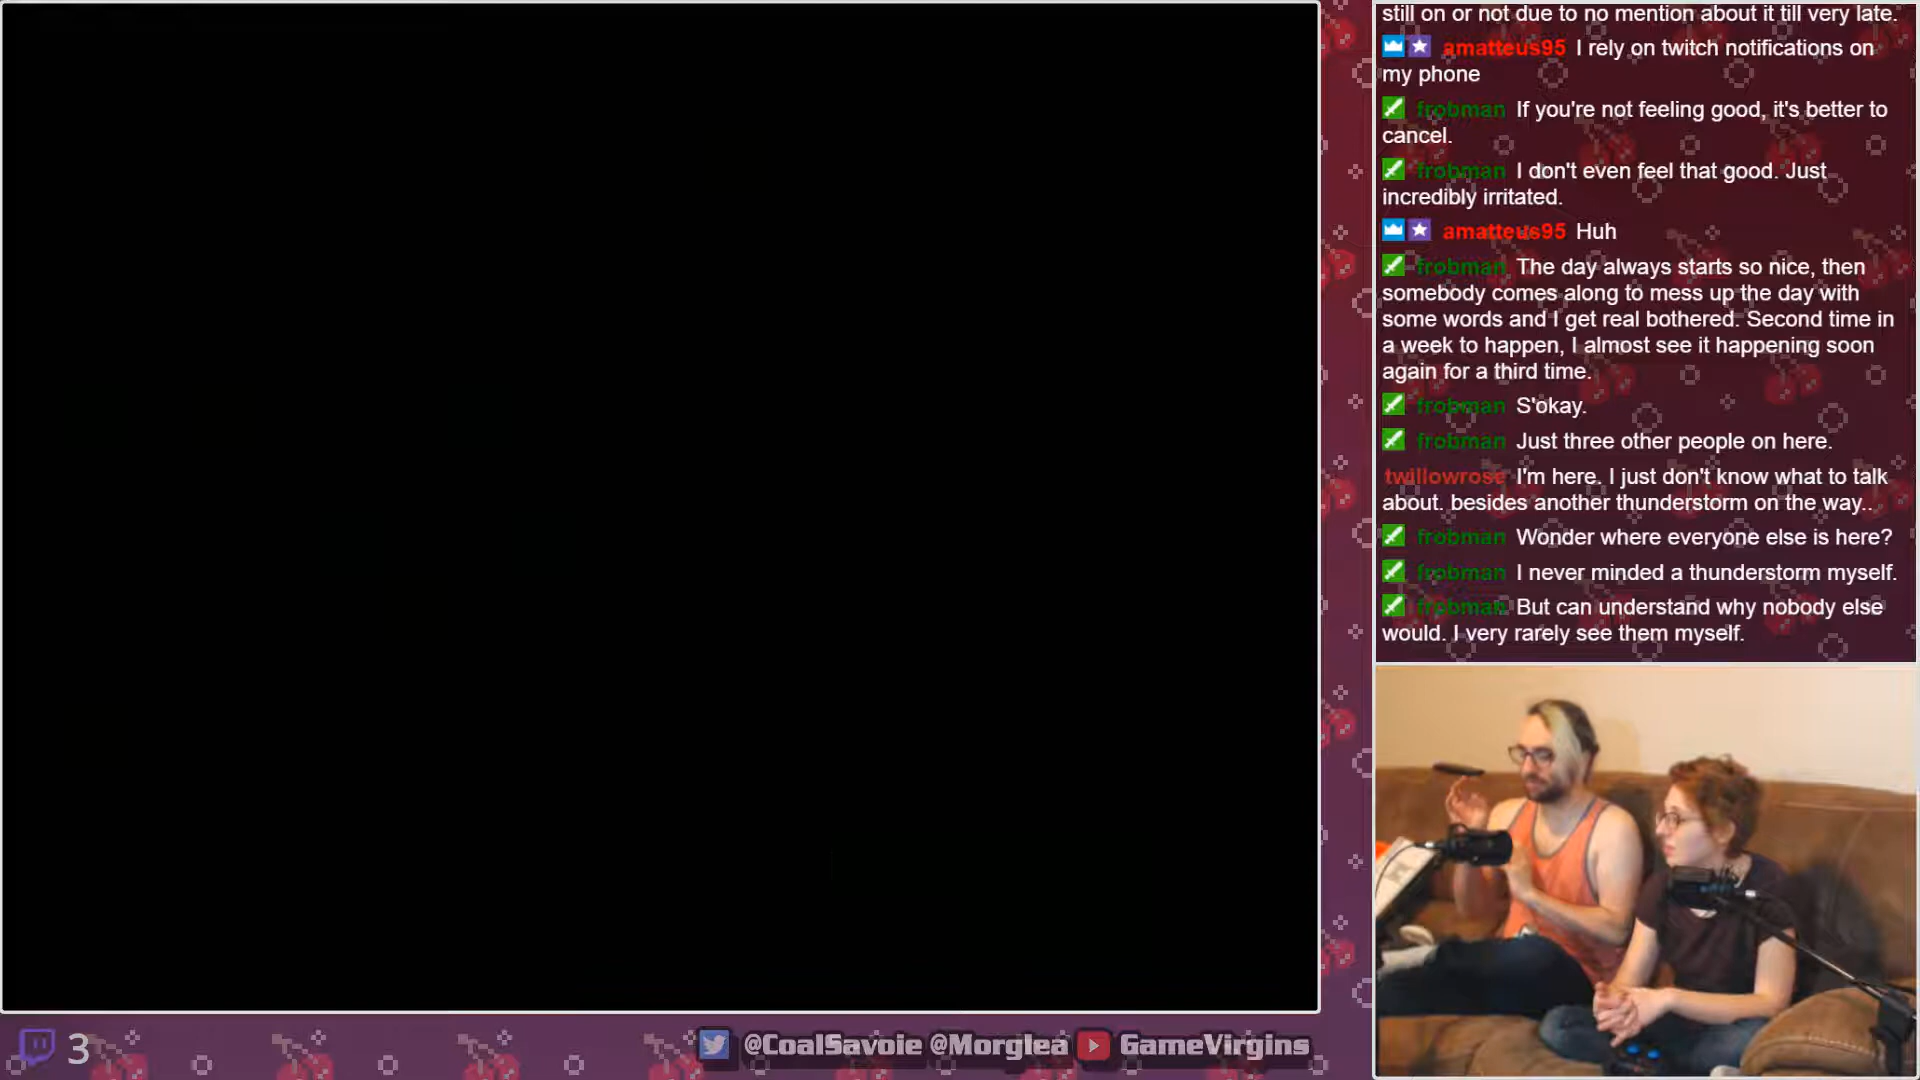 still on or not due to no mention about it till very late.
amatteus95 I rely on twitch notifications on
my phone
frobman If you're not feeling good, it's better to
cancel.
frobman I don't even feel that good. Just
incredibly irritated.
amatteus95 Huh
frobman The day always starts so nice, then
somebody comes along to mess up the day with
some words and I get real bothered. Second time in
a week to happen, I almost see it happening soon
again for a third time.
frobman S'okay.
frobman Just three other people on here.
twillowrose I'm here. I just don't know what to talk
about. besides another thunderstorm on the way..
frobman Wonder where everyone else is here?
frobman I never minded a thunderstorm myself.
frobman But can understand why nobody else
would. I very rarely see them myself.
3
@CoalSavoie @Morglea GameVirgins